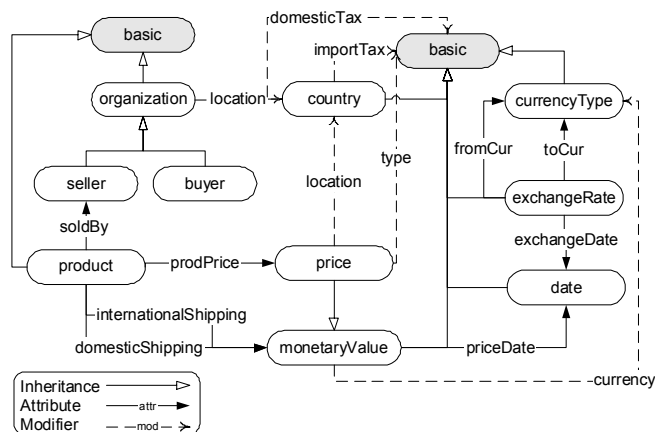 domesticTax
basic
importTax
basic
organization
location
country
currencyType
fromCur
toCur
type
seller
buyer
location
exchangeRate
soldBy
exchangeDate
product
prodPrice
price
date
internationalShipping
domesticShipping
monetaryValue
priceDate
currency
Inheritance
Attribute attr
Modifier mod